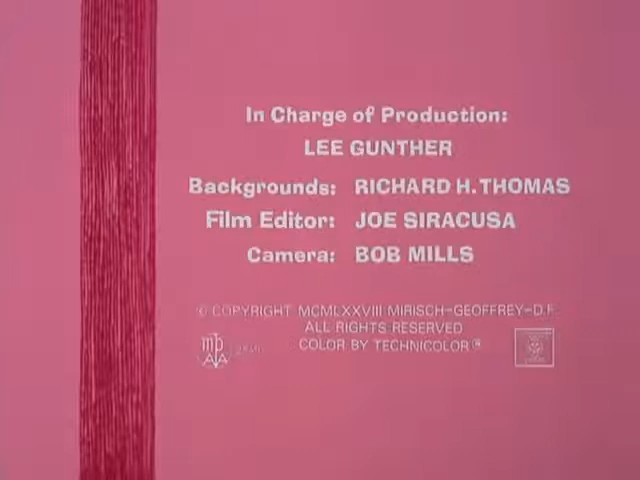 In Charge of Production:
LEE GUNTHER
Backgrounds: RICHARD H. THOMAS
Film Editor: JOE SIRACUSA
Camera: BOB MILLS
© COPYRIGHT MCMLXXVIII MIRISCH-GEOFFREY-D.F.
ALL RIGHTS RESERVED
COLOR BY TECHNICOLOR®